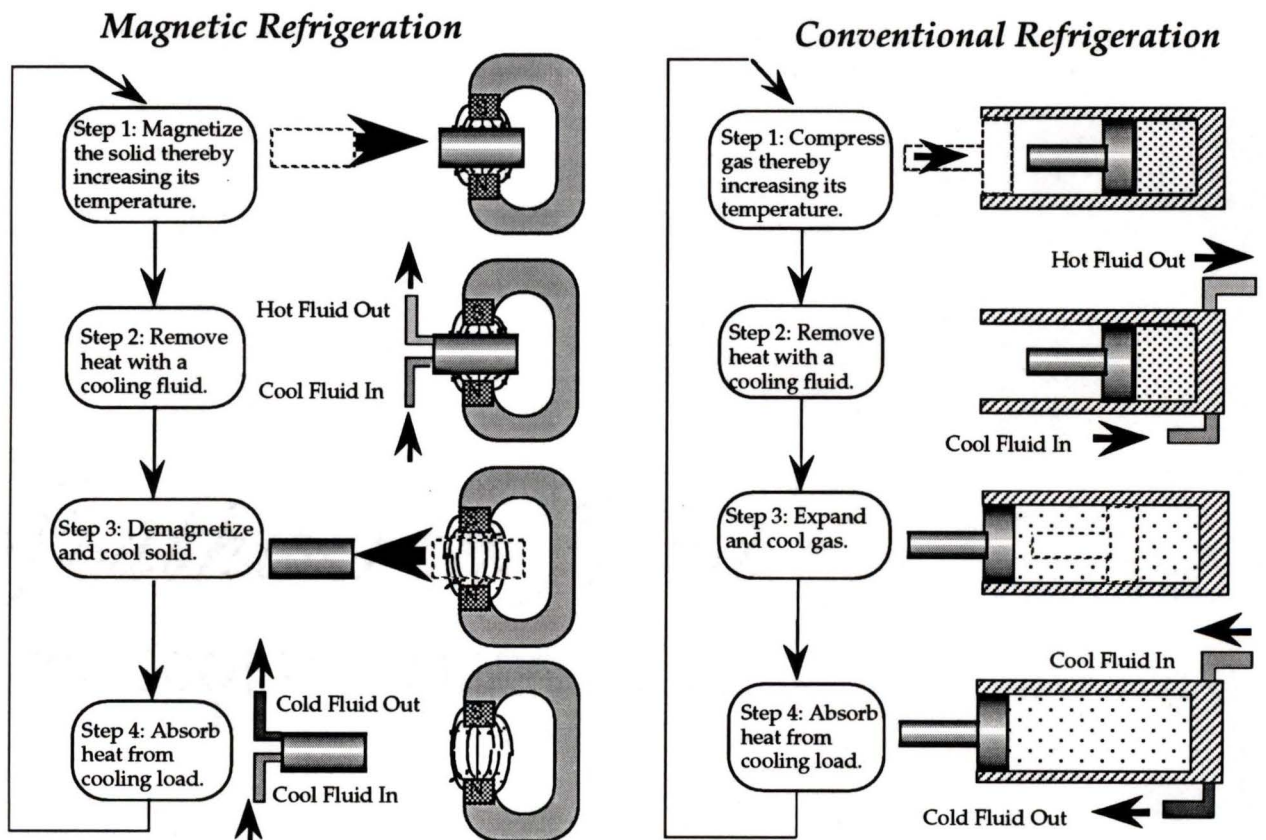 Magnetic Refrigeration
Step 1: Magnetize
the solid thereby
increasing its
temperature.
Step 2: Remove
heat with a
cooling fluid.
Hot Fluid Out
Cool Fluid In
Step 3: Demagnetize
and cool solid.
Step 4: Absorb
heat from
cooling load.
Cold Fluid Out
Cool Fluid In
Conventional Refrigeration
Step 1: Compress
gas thereby
increasing its
temperature.
Step 2: Remove
heat with a
cooling fluid.
Hot Fluid Out
Cool Fluid In
Step 3: Expand
and cool gas.
Step 4: Absorb
heat from
cooling load.
Cool Fluid In
Cold Fluid Out